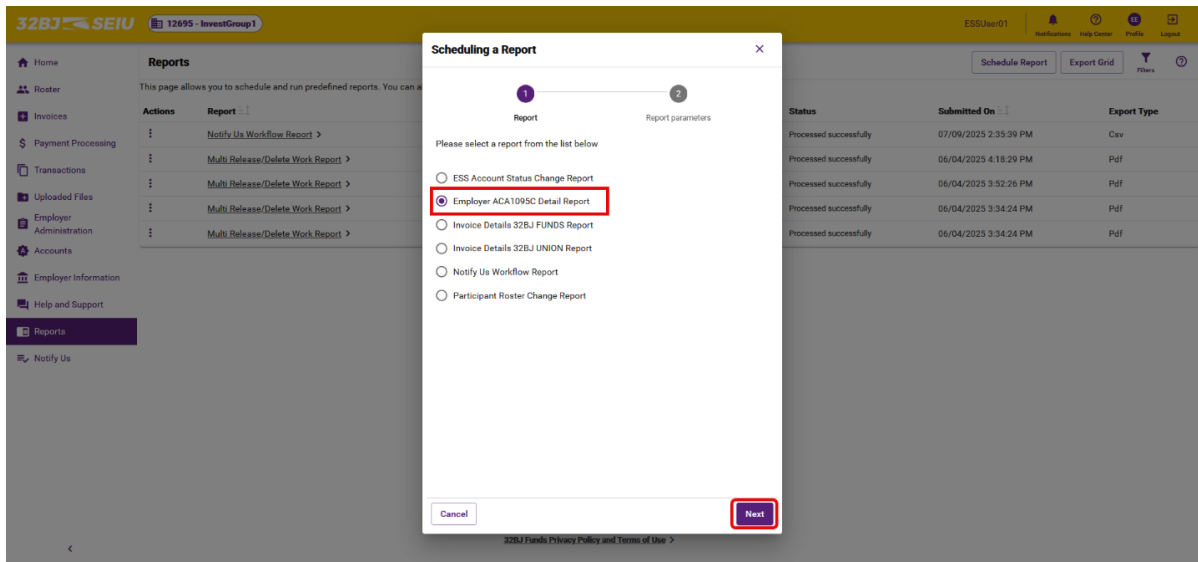 32BJ SEIU
12695 - InvestGroup1
ESSUser01
Notifications
Help Center
EE
Profile
Logout
Home
Roster
Invoices
Payment Processing
Transactions
Uploaded Files
Employer
Administration
Accounts
Employer Information
Help and Support
Reports
Notify Us
Reports
Schedule Report
Export Grid
Filters
This page allows you to schedule and run predefined reports. You can a
Actions Report Status Submitted On Export Type
Notify Us Workflow Report > Processed successfully 07/09/2025 2:35:39 PM Csv
Multi Release/Delete Work Report > Processed successfully 06/04/2025 4:18:29 PM Pdf
Multi Release/Delete Work Report > Processed successfully 06/04/2025 3:52:26 PM Pdf
Multi Release/Delete Work Report > Processed successfully 06/04/2025 3:34:24 PM Pdf
Multi Release/Delete Work Report > Processed successfully 06/04/2025 3:34:24 PM Pdf
Scheduling a Report
1 2
Report Report parameters
Please select a report from the list below
ESS Account Status Change Report
Employer ACA1095C Detail Report
Invoice Details 32BJ FUNDS Report
Invoice Details 32BJ UNION Report
Notify Us Workflow Report
Participant Roster Change Report
Cancel
Next
32BJ Funds Privacy Policy and Terms of Use >